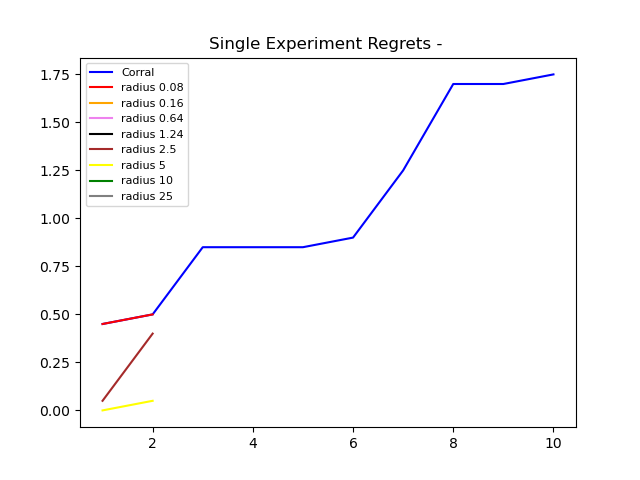 Single Experiment Regrets -
Corral
radius 0.08
radius 0.16
radius 0.64
radius 1.24
radius 2.5
radius 5
radius 10
radius 25
1.75
1.50
1.25
1.00
0.75
0.50
0.25
0.00
2 4 6 8 10